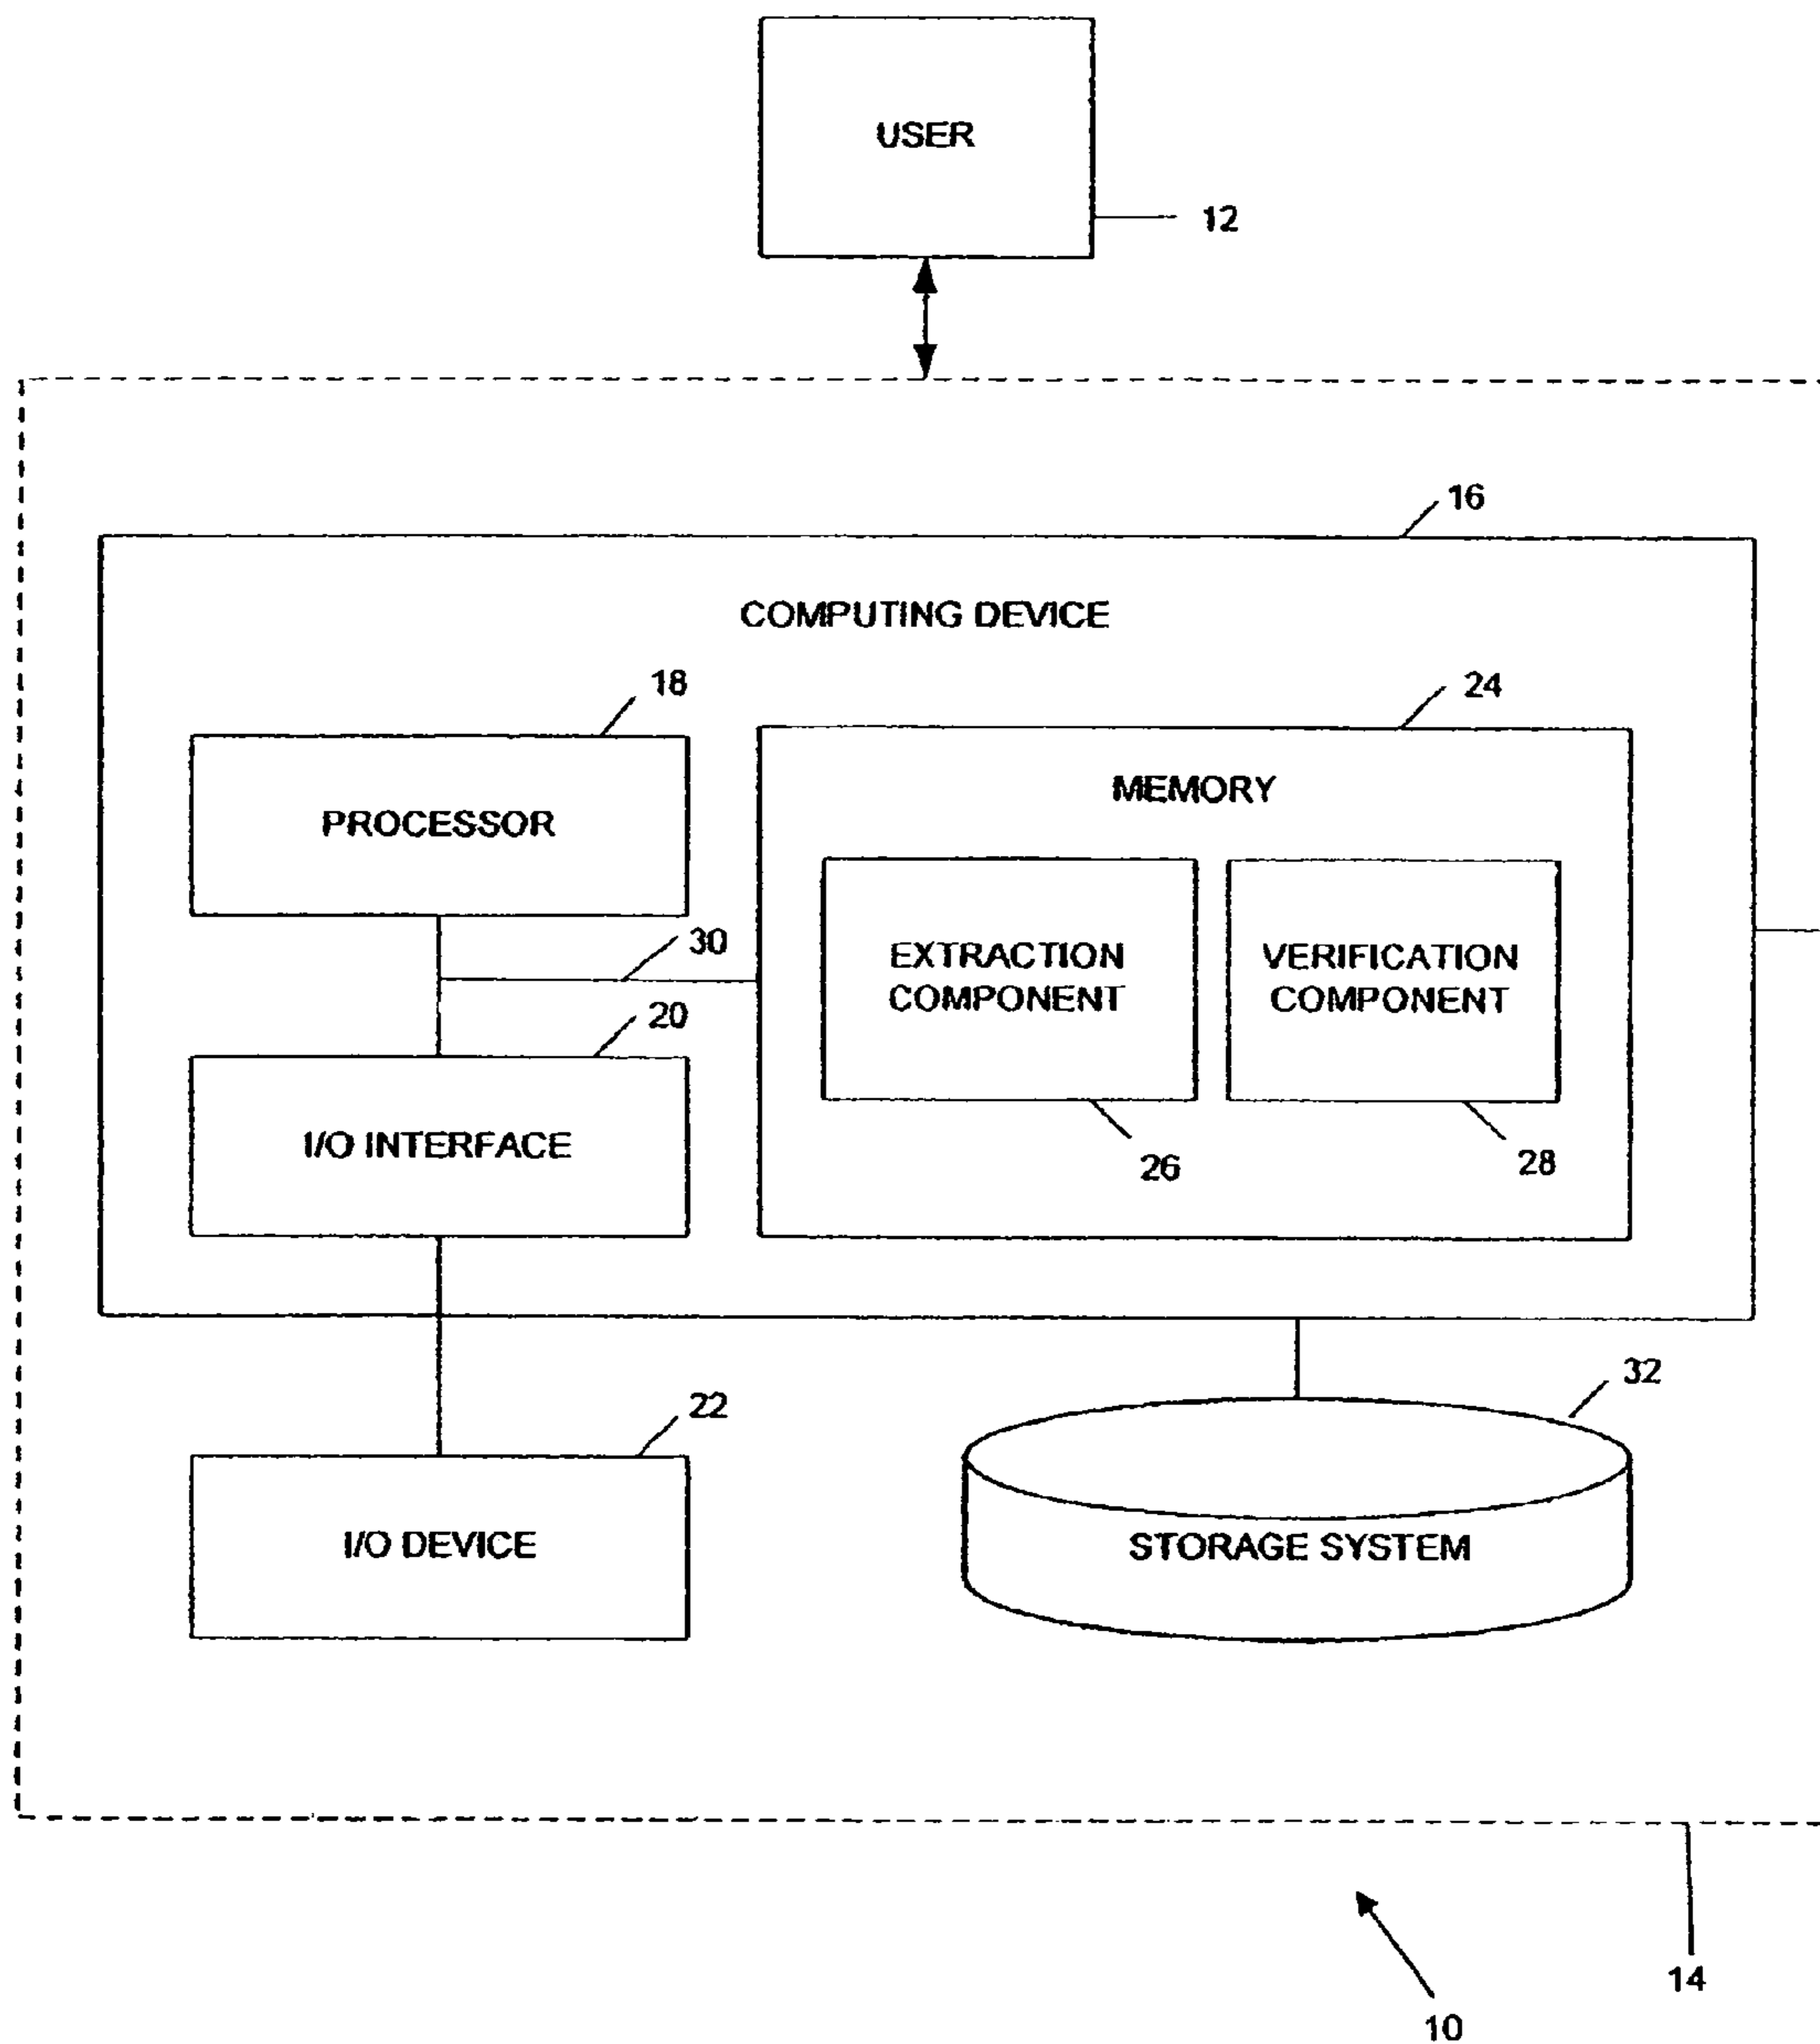 USER
12
16
COMPUTING DEVICE
18
24
PROCESSOR
MEMORY
30
EXTRACTION
COMPONENT
VERIFICATION
COMPONENT
20
I/O INTERFACE
26
28
22
32
I/O DEVICE
STORAGE SYSTEM
14
10